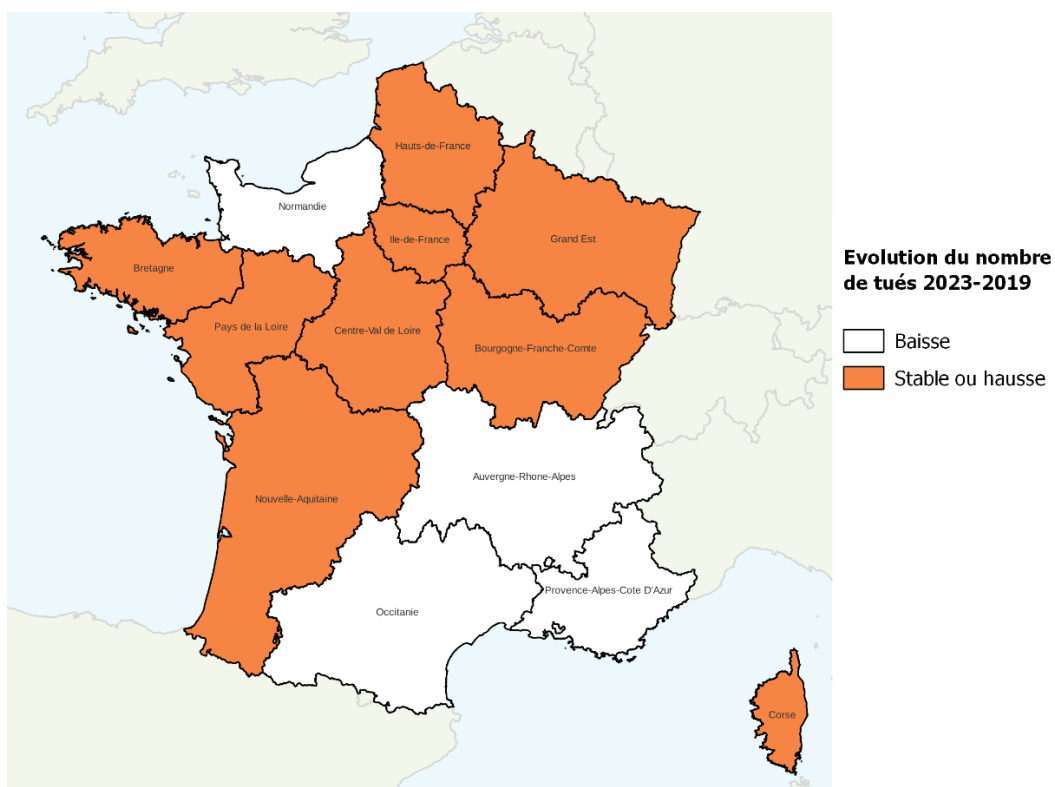 Hauts-de-France
Normandie
Ile-de-France
Grand Est
Bretagne
Pays de la Loire
Centre-Val de Loire
Bourgogne-Franche-Comte
Auvergne-Rhone-Alpes
Nouvelle-Aquitaine
Provence-Alpes-Cote D'Azur
Occitanie
Corse
Evolution du nombre
de tués 2023-2019
Baisse
Stable ou hausse